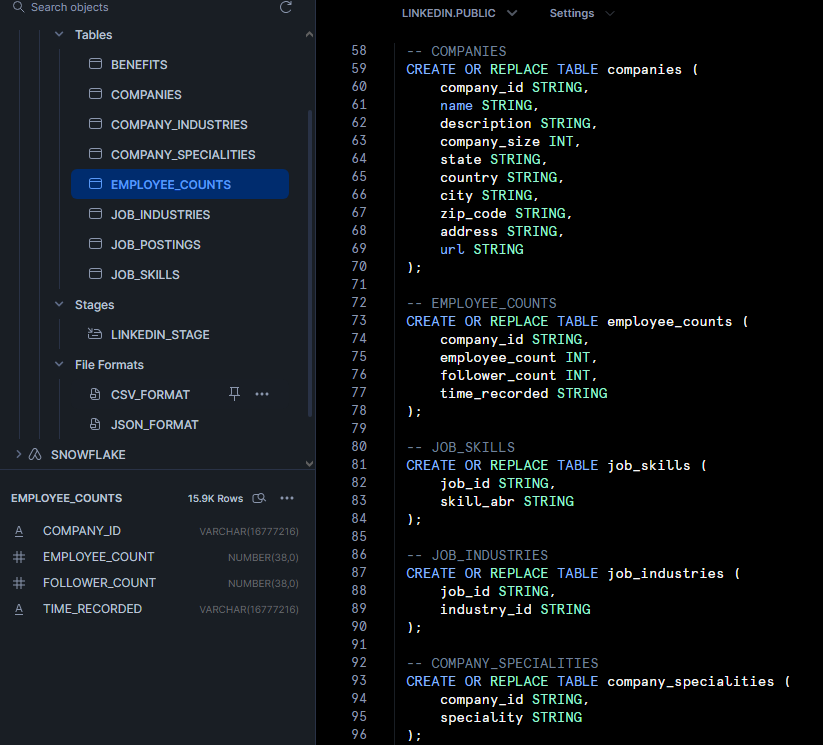 Search objects
Tables
BENEFITS
COMPANIES
COMPANY_INDUSTRIES
COMPANY_SPECIALITIES
EMPLOYEE_COUNTS
JOB_INDUSTRIES
JOB_POSTINGS
JOB_SKILLS
Stages
LINKEDIN_STAGE
File Formats
CSV_FORMAT
JSON_FORMAT
SNOWFLAKE
EMPLOYEE_COUNTS 15.9K Rows
A COMPANY_ID VARCHAR(16777216)
# EMPLOYEE_COUNT NUMBER(38,0)
# FOLLOWER_COUNT NUMBER(38,0)
A TIME_RECORDED VARCHAR(16777216)
LINKEDIN.PUBLIC Settings
58 -- COMPANIES
59 CREATE OR REPLACE TABLE companies (
60 company_id STRING,
61 name STRING,
62 description STRING,
63 company_size INT,
64 state STRING,
65 country STRING,
66 city STRING,
67 zip_code STRING,
68 address STRING,
69 url STRING
70 );
71
72 -- EMPLOYEE_COUNTS
73 CREATE OR REPLACE TABLE employee_counts (
74 company_id STRING,
75 employee_count INT,
76 follower_count INT,
77 time_recorded STRING
78 );
79
80 -- JOB_SKILLS
81 CREATE OR REPLACE TABLE job_skills (
82 job_id STRING,
83 skill_abr STRING
84 );
85
86 -- JOB_INDUSTRIES
87 CREATE OR REPLACE TABLE job_industries (
88 job_id STRING,
89 industry_id STRING
90 );
91
92 -- COMPANY_SPECIALITIES
93 CREATE OR REPLACE TABLE company_specialities (
94 company_id STRING,
95 speciality STRING
96 );